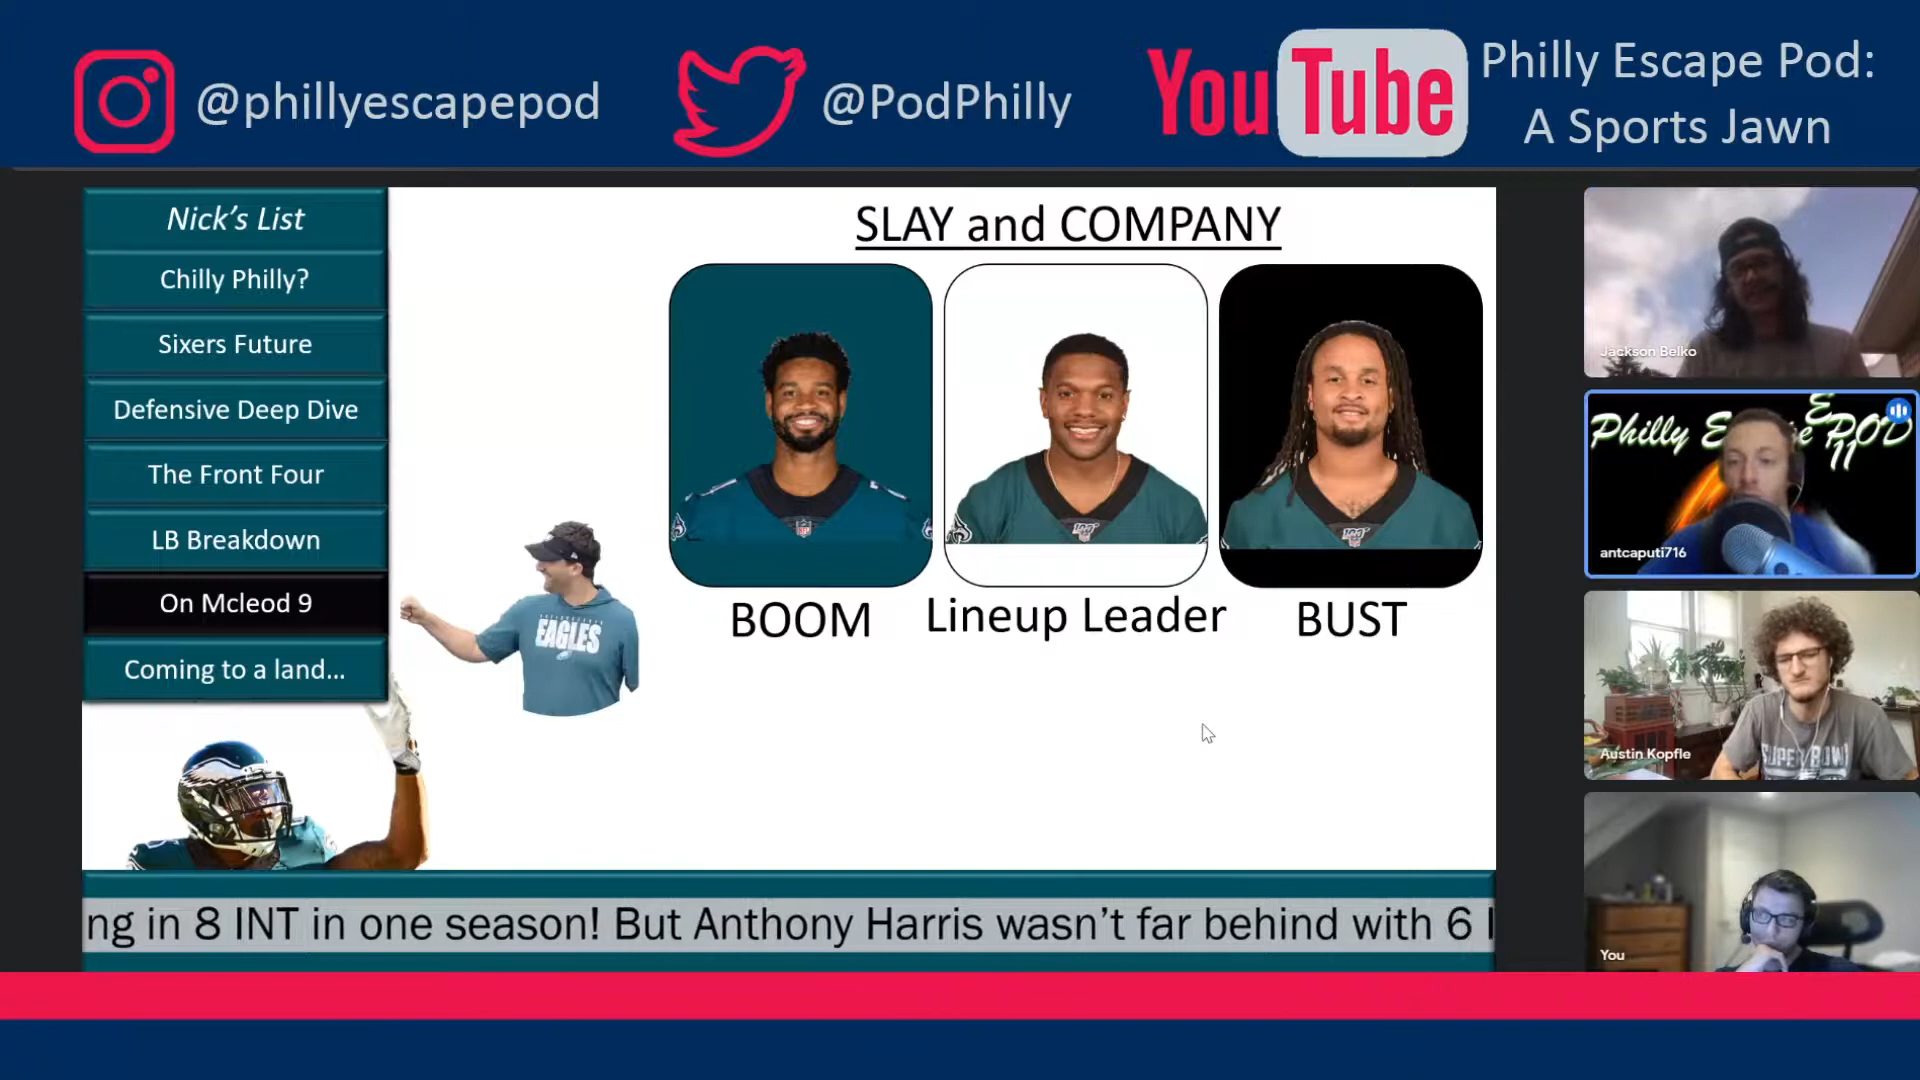 @phillyescapepod
@PodPhilly
YouTube
Philly Escape Pod:
A Sports Jawn
Nick's List
Chilly Philly?
Sixers Future
Defensive Deep Dive
The Front Four
LB Breakdown
On Mcleod 9
Coming to a land...
SLAY and COMPANY
BOOM
Lineup Leader
BUST
EAGLES
ng in 8 INT in one season! But Anthony Harris wasn't far behind with 6 I
Jackson Belko
Philly E
POD
antcaputi716
SUPER BOWL
Austin Kopfle
You